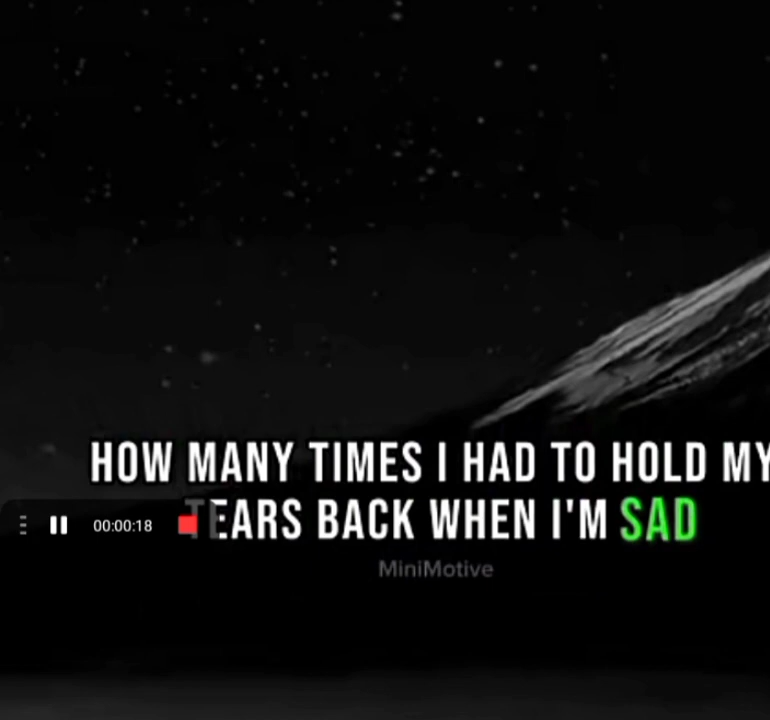 HOW MANY TIMES I HAD TO HOLD MY
TEARS BACK WHEN I'M SAD
00:00:18
MiniMotive